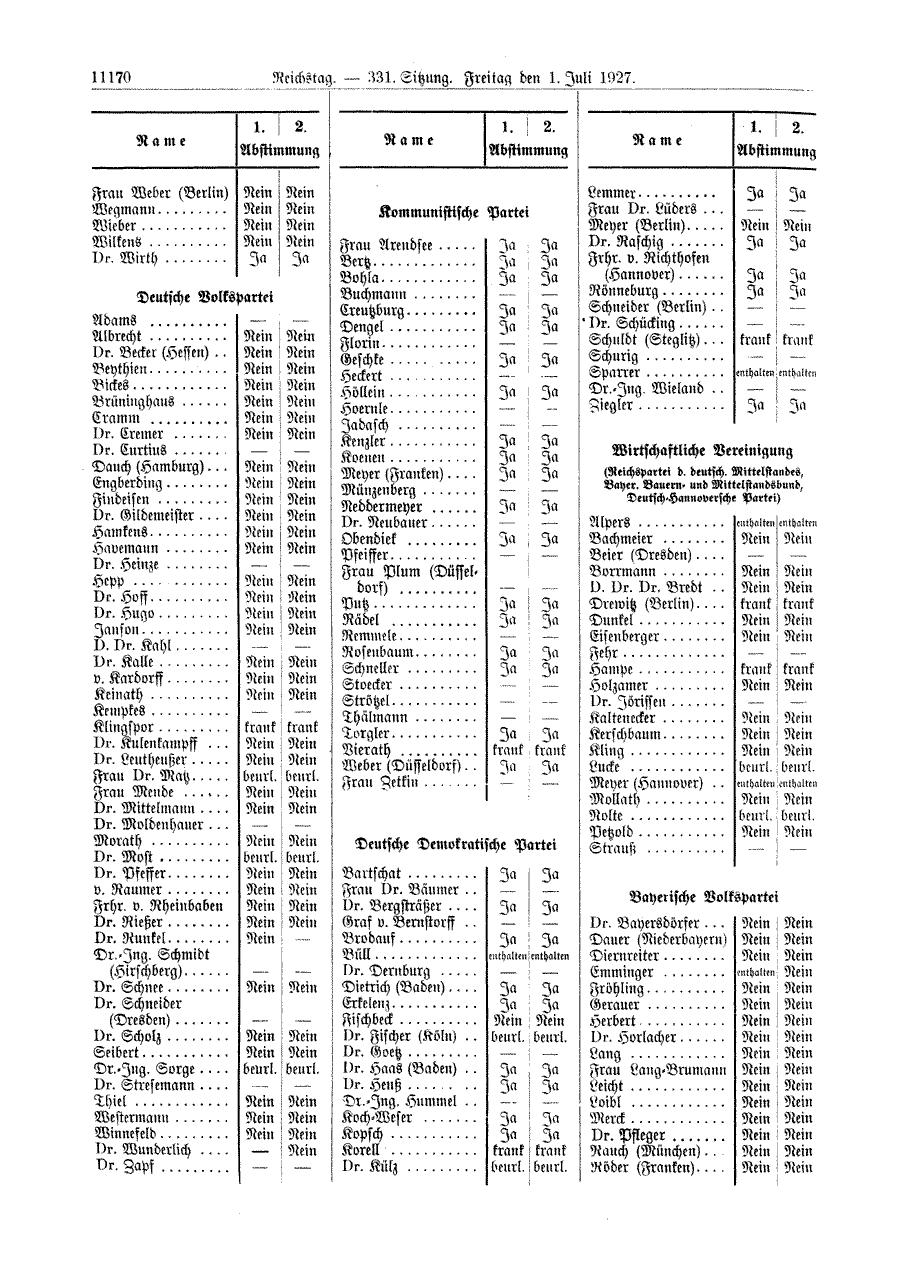 11170 Reichstag. — 331. Sitzung. Freitag den 1. Juli 1927.
Name 1. 2. Abstimmung
Frau Weber (Berlin) Nein Nein
Wegmann......... Nein Nein
Wieber........... Nein Nein
Wilkens .......... Nein Nein
Dr. Wirth ........ Ja Ja
Deutsche Volkspartei
Adams .......... — —
Albrecht .......... Nein Nein
Dr. Becker (Hessen) .. Nein Nein
Beythien.......... Nein Nein
Bickes ........... Nein Nein
Brüninghaus ...... Nein Nein
Cramm .......... Nein Nein
Dr. Cremer ....... Nein Nein
Dr. Curtius ....... — —
Dauch (Hamburg)... Nein Nein
Engberding ........ Nein Nein
Findeisen ......... Nein Nein
Dr. Gildemeister .... Nein Nein
Hamkens.......... Nein Nein
Havemann ........ Nein Nein
Dr. Heinze ........ — —
Hepp ............ Nein Nein
Dr. Hoff.......... Nein Nein
Dr. Hugo ......... Nein Nein
Janson........... Nein Nein
D. Dr. Kahl ....... — —
Dr. Kalle ......... Nein Nein
v. Kardorff ........ Nein Nein
Keinath .......... Nein Nein
Kempkes .......... — —
Klingspor ......... krank krank
Dr. Kulenkampff ... Nein Nein
Dr. Leutheußer ..... Nein Nein
Frau Dr. Matz..... beurl. beurl.
Frau Mende ...... Nein Nein
Dr. Mittelmann .... Nein Nein
Dr. Moldenhauer ... — —
Morath .......... Nein Nein
Dr. Most ......... beurl. beurl.
Dr. Pfeffer........ Nein Nein
v. Raumer ........ Nein Nein
Frhr. v. Rheinbaben Nein Nein
Dr. Rießer ........ Nein Nein
Dr. Runkel........ Nein —
Dr.-Ing. Schmidt
(Hirschberg)...... — —
Dr. Schnee ........ Nein Nein
Dr. Schneider
(Dresden) ....... — —
Dr. Scholz ........ Nein Nein
Seibert........... Nein Nein
Dr.-Ing. Sorge .... beurl. beurl.
Dr. Stresemann .... — —
Thiel ............ Nein Nein
Westermann ....... Nein Nein
Winnefeld ......... Nein Nein
Dr. Wunderlich .... — Nein
Dr. Zapf ......... — —
Name 1. 2. Abstimmung
Kommunistische Partei
Frau Arendsee ..... Ja Ja
Bertz............. Ja Ja
Bohla............ Ja Ja
Buchmann ........ — —
Creutzburg......... Ja Ja
Dengel ........... Ja Ja
Florin............ — —
Geschke .......... Ja Ja
Heckert .......... — —
Höllein ........... Ja Ja
Hoernle........... — —
Jadasch .......... — —
Kenzler........... Ja Ja
Koenen .......... Ja Ja
Meyer (Franken).... Ja Ja
Münzenberg ....... — —
Neddermeyer ...... Ja Ja
Dr. Neubauer ...... — —
Obendiek ......... Ja Ja
Pfeiffer........... — —
Frau Plum (Düssel-
dorf) .......... — —
Putz............. Ja Ja
Rädel ........... Ja Ja
Remmele.......... — —
Rosenbaum........ Ja Ja
Schneller ......... Ja Ja
Stoecker .......... — —
Strötzel........... — —
Thälmann ........ — —
Torgler........... Ja Ja
Vierath .......... krank krank
Weber (Düsseldorf).. Ja Ja
Frau Zetkin ....... — —
Deutsche Demokratische Partei
Bartschat ......... Ja Ja
Frau Dr. Bäumer .. — —
Dr. Bergsträßer .... Ja Ja
Graf v. Bernstorff .. — —
Brodauf.......... Ja Ja
Büll............. enthalten enthalten
Dr. Dernburg ..... — —
Dietrich (Baden).... Ja Ja
Erkelenz.......... Ja Ja
Fischbeck ......... Nein Nein
Dr. Fischer (Köln) .. beurl. beurl.
Dr. Goetz ......... — —
Dr. Haas (Baden) .. Ja Ja
Dr. Heuß ........ Ja Ja
Dr.-Ing. Hummel .. — —
Koch-Weser ....... Ja Ja
Kopsch ........... Ja Ja
Korell ........... krank krank
Dr. Külz ......... beurl. beurl.
Name 1. 2. Abstimmung
Lemmer.......... Ja Ja
Frau Dr. Lüders ... — —
Meyer (Berlin)..... Nein Nein
Dr. Raschig ....... Ja Ja
Frhr. v. Richthofen
(Hannover) ...... Ja Ja
Rönneburg ........ Ja Ja
Schneider (Berlin) .. — —
Dr. Schücking ...... — —
Schuldt (Steglitz)... krank krank
Schurig .......... — —
Sparrer .......... enthalten enthalten
Dr.-Ing. Wieland .. — —
Ziegler ........... Ja Ja
Wirtschaftliche Vereinigung
(Reichspartei d. deutsch. Mittelstandes,
Bayer. Bauern- und Mittelstandsbund,
Deutsch-Hannoversche Partei)
Alpers ........... enthalten enthalten
Bachmeier ........ Nein Nein
Beier (Dresden).... — —
Borrmann ........ Nein Nein
D. Dr. Dr. Bredt .. Nein Nein
Drewitz (Berlin).... krank krank
Dunkel .......... Nein Nein
Eisenberger........ Nein Nein
Fehr ............ — —
Hampe ........... krank krank
Holzamer ......... Nein Nein
Dr. Jörissen ....... — —
Kaltenecker ........ Nein Nein
Kerschbaum........ Nein Nein
Kling ............ Nein Nein
Lucke ............ beurl. beurl.
Meyer (Hannover) .. enthalten enthalten
Mollath .......... Nein Nein
Nolte ............ beurl. beurl.
Petzold ........... Nein Nein
Strauß .......... — —
Bayerische Volkspartei
Dr. Bayersdörfer ... Nein Nein
Dauer (Niederbayern) Nein Nein
Diernreiter ........ Nein Nein
Emminger ........ enthalten Nein
Fröhling.......... Nein Nein
Gerauer .......... Nein Nein
Herbert .......... Nein Nein
Dr. Horlacher ...... Nein Nein
Lang ............ Nein Nein
Frau Lang-Brumann Nein Nein
Leicht ........... Nein Nein
Loibl ............ Nein Nein
Merck ............ Nein Nein
Dr. Pfleger ....... Nein Nein
Rauch (München)... Nein Nein
Röder (Franken).... Nein Nein